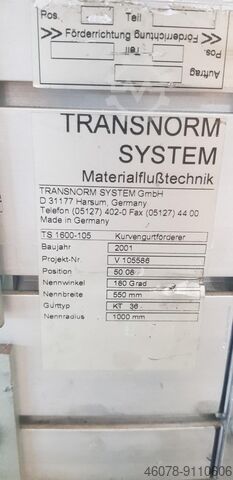 Pos. Teil
<< Förderrichtung <<
>> Förderrichtung >>
Teil Pos.
Auftrag
TRANSNORM
SYSTEM
Materialflußtechnik
TRANSNORM SYSTEM GmbH
D 31177 Harsum, Germany
Telefon (05127) 402-0 Fax (05127) 44 00
Made in Germany
TS 1600-105 Kurvengurtförderer
Baujahr 2001
Projekt-Nr. V 105586
Position 50.08
Nennwinkel 180 Grad
Nennbreite 550 mm
Gurttyp KT 36
Nennradius 1000 mm
46078-9110606